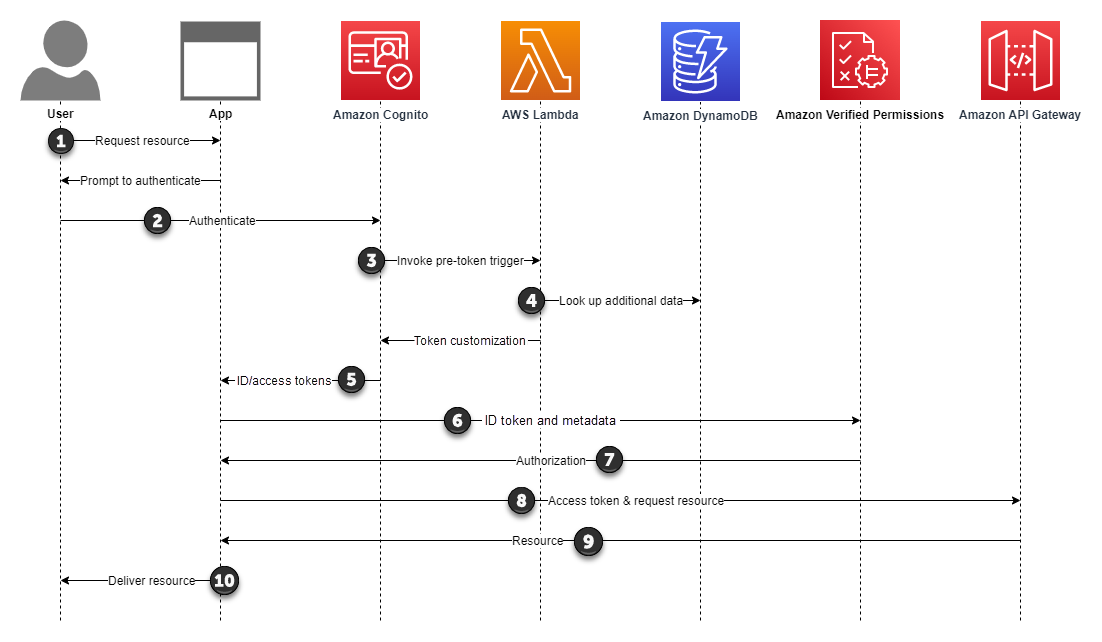 User
App
Amazon Cognito
AWS Lambda
Amazon DynamoDB
Amazon Verified Permissions
Amazon API Gateway
1 Request resource
Prompt to authenticate
2 Authenticate
3 Invoke pre-token trigger
4 Look up additional data
Token customization
ID/access tokens 5
6 ID token and metadata
Authorization 7
8 Access token & request resource
Resource 9
Deliver resource 10